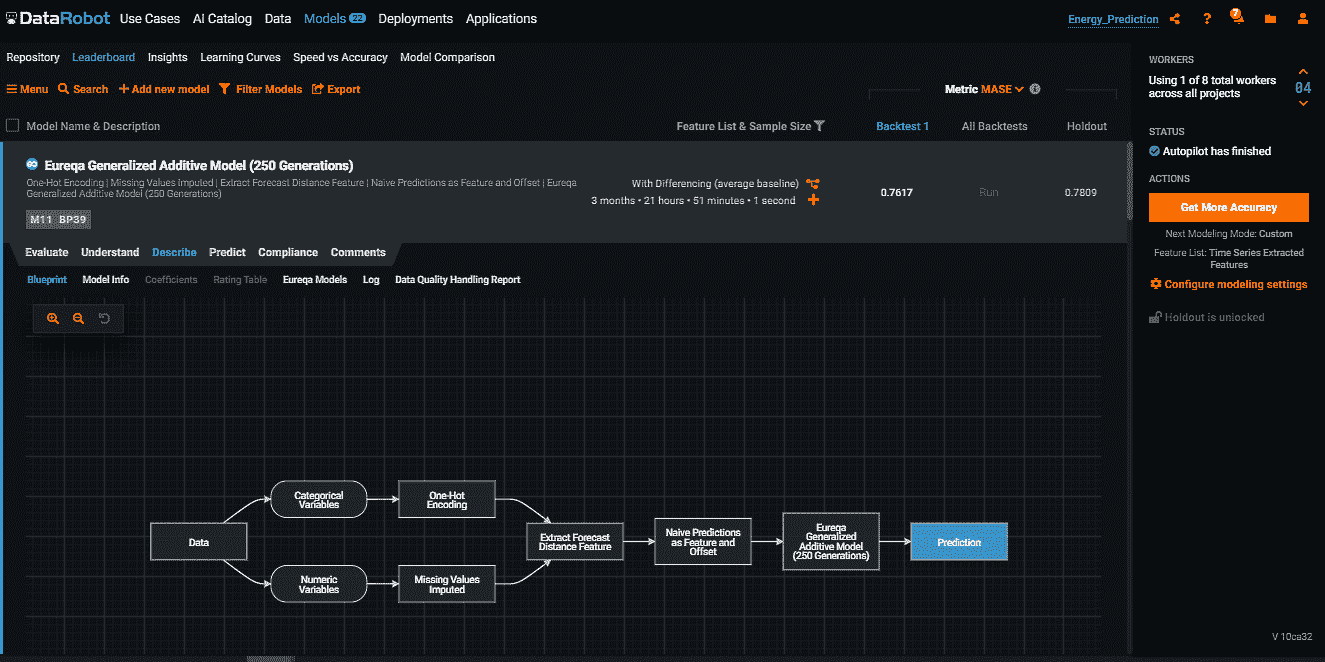 DataRobot Use Cases AI Catalog Data Models 22 Deployments Applications Energy_Prediction ? 7
Repository Leaderboard Insights Learning Curves Speed vs Accuracy Model Comparison
Menu Search Add new model Filter Models Export Metric MASE
Model Name & Description Feature List & Sample Size Backtest 1 All Backtests Holdout
Eureqa Generalized Additive Model (250 Generations)
One-Hot Encoding | Missing Values Imputed | Extract Forecast Distance Feature | Naive Predictions as Feature and Offset | Eureqa
Generalized Additive Model (250 Generations)
M11 BP39
With Differencing (average baseline)
3 months • 21 hours • 51 minutes • 1 second
0.7617 Run 0.7809
Evaluate Understand Describe Predict Compliance Comments
Blueprint Model Info Coefficients Rating Table Eureqa Models Log Data Quality Handling Report
Data
Categorical
Variables
One-Hot
Encoding
Numeric
Variables
Missing Values
Imputed
Extract Forecast
Distance Feature
Naive Predictions
as Feature and
Offset
Eureqa
Generalized
Additive Model
(250 Generations)
Prediction
WORKERS
Using 1 of 8 total workers
across all projects
04
STATUS
Autopilot has finished
ACTIONS
Get More Accuracy
Next Modeling Mode: Custom
Feature List: Time Series Extracted
Features
Configure modeling settings
Holdout is unlocked
V 10ca32